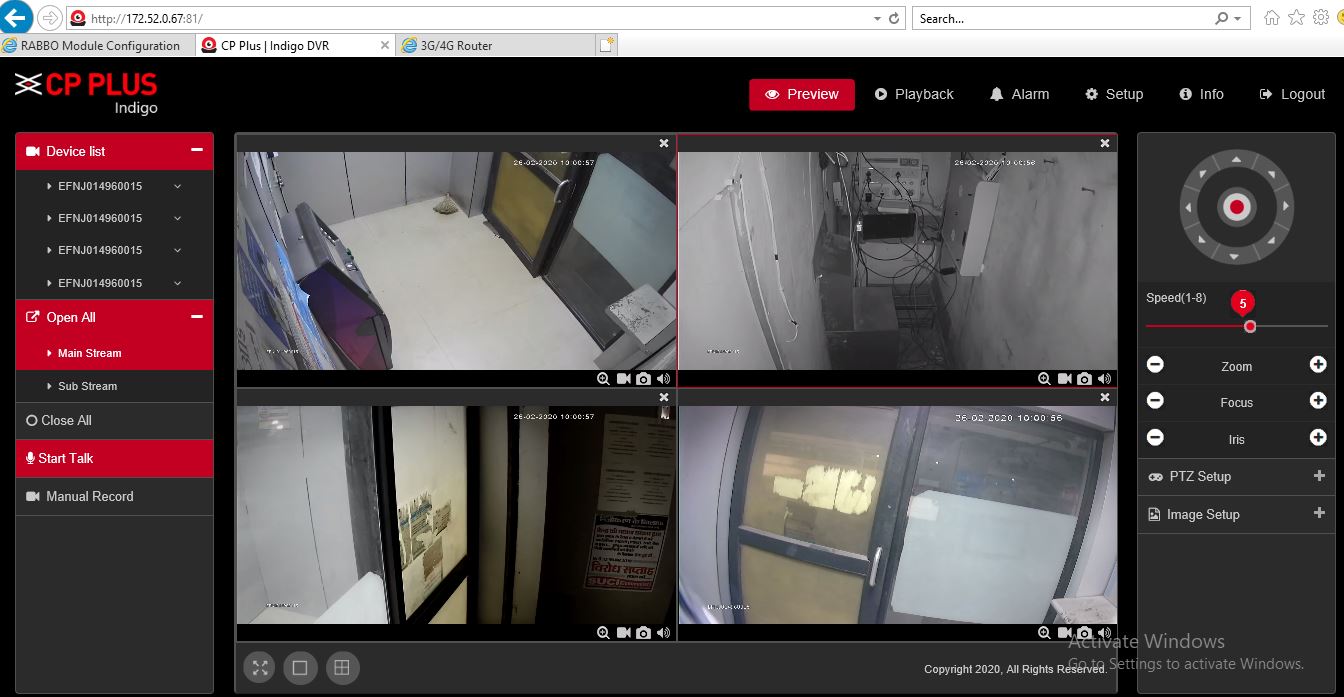 http://172.52.0.67:81/
Search...
RABBO Module Configuration
CP Plus | Indigo DVR
3G/4G Router
CP PLUS
Indigo
Preview
Playback
Alarm
Setup
Info
Logout
Device list
EFNJ014960015
EFNJ014960015
EFNJ014960015
EFNJ014960015
Open All
Main Stream
Sub Stream
Close All
Start Talk
Manual Record
26-02-2020 10:00:57
26-02-2020 10:00:56
26-02-2020 10:00:57
विरोध सप्ताह
SUCI
26-02-2020 10:00:56
Speed(1-8)
5
Zoom
Focus
Iris
PTZ Setup
Image Setup
Copyright 2020, All Rights Reserved.
Activate Windows
Go to Settings to activate Windows.